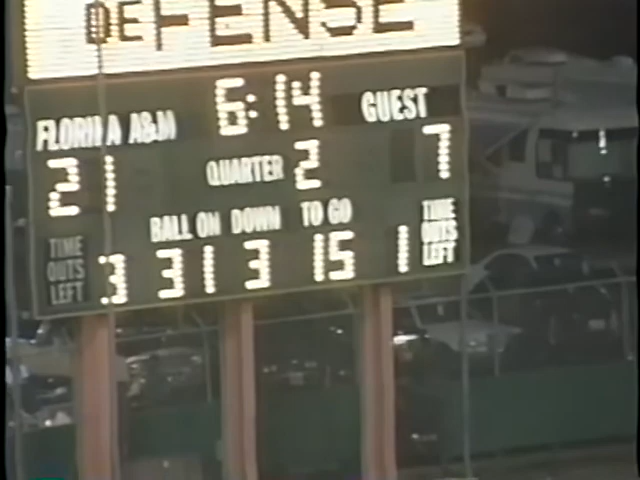 DEFENSE
FLORIDA A&M 6:14 GUEST
21 QUARTER 2 7
BALL ON DOWN TO GO
TIME OUTS LEFT 3 31 3 15 1 TIME OUTS LEFT